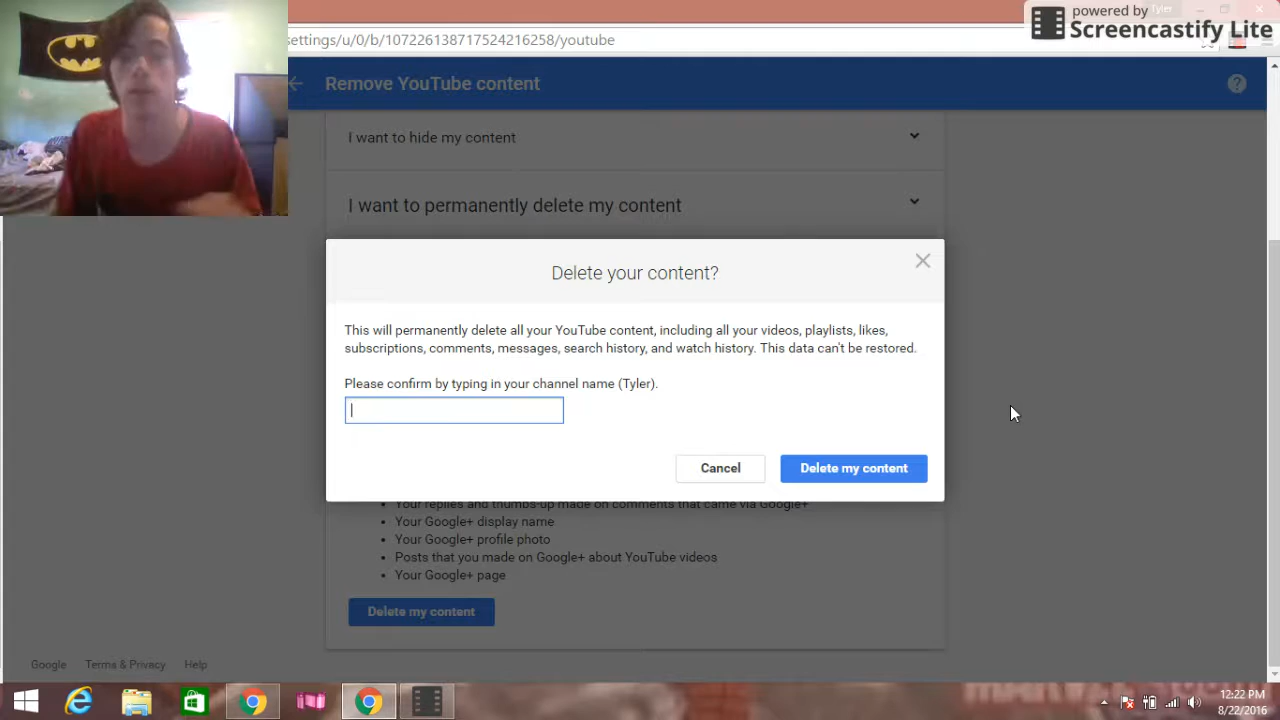 powered by
Tyler
Screencastify Lite
settings/u/0/b/107226138717524216258/youtube
Remove YouTube content
I want to hide my content
I want to permanently delete my content
Delete your content?
This will permanently delete all your YouTube content, including all your videos, playlists, likes,
subscriptions, comments, messages, search history, and watch history. This data can't be restored.
Please confirm by typing in your channel name (Tyler).
Cancel
Delete my content
Your replies and thumbs-up made on comments that came via Google+
Your Google+ display name
Your Google+ profile photo
Posts that you made on Google+ about YouTube videos
Your Google+ page
Delete my content
Google
Terms & Privacy
Help
12:22 PM
8/22/2016